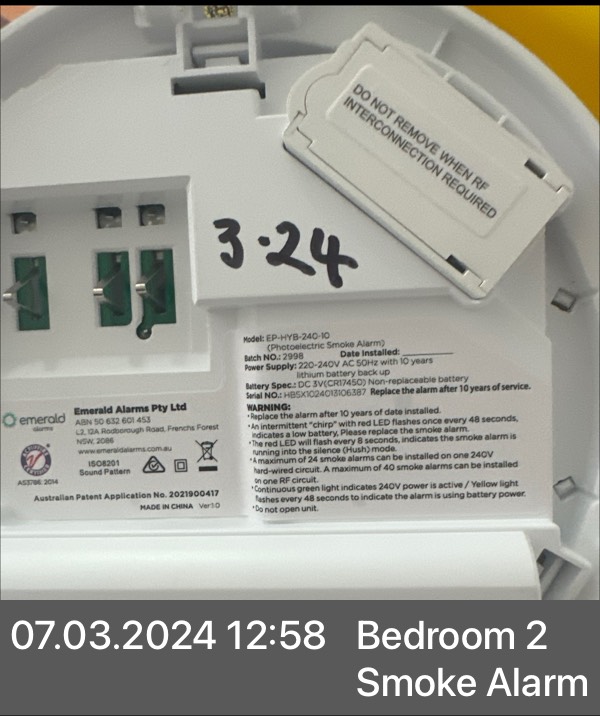 DO NOT REMOVE WHEN RF
INTERCONNECTION REQUIRED
3.24
Model: EP-HYB-240-10
(Photoelectric Smoke Alarm)
Batch NO.: 2998 Date Installed:
Power Supply: 220-240V AC 50Hz with 10 years
lithium battery back up
Battery Spec.: DC 3V(CR17450) Non-replaceable battery
Serial NO.: HBSX1024013106387 Replace the alarm after 10 years of service.
WARNING:
*Replace the alarm after 10 years of date installed.
*An intermittent "chirp" with red LED flashes once every 48 seconds,
indicates a low battery, Please replace the smoke alarm.
*The red LED will flash every 8 seconds, indicates the smoke alarm is
running into the silence (Hush) mode.
*A maximum of 24 smoke alarms can be installed on one 240V
hard-wired circuit. A maximum of 40 smoke alarms can be installed
on one RF circuit.
*Continuous green light indicates 240V power is active / Yellow light
flashes every 48 seconds to indicate the alarm is using battery power.
*Do not open unit.
emerald
alarms
Emerald Alarms Pty Ltd
ABN 50 632 601 453
L2, 12A Rodborough Road, Frenchs Forest
NSW, 2086
www.emeraldalarms.com.au
ISO8201
Sound Pattern
AS3786:2014
Australian Patent Application No. 2021900417
MADE IN CHINA Ver1.0
07.03.2024 12:58 Bedroom 2
Smoke Alarm